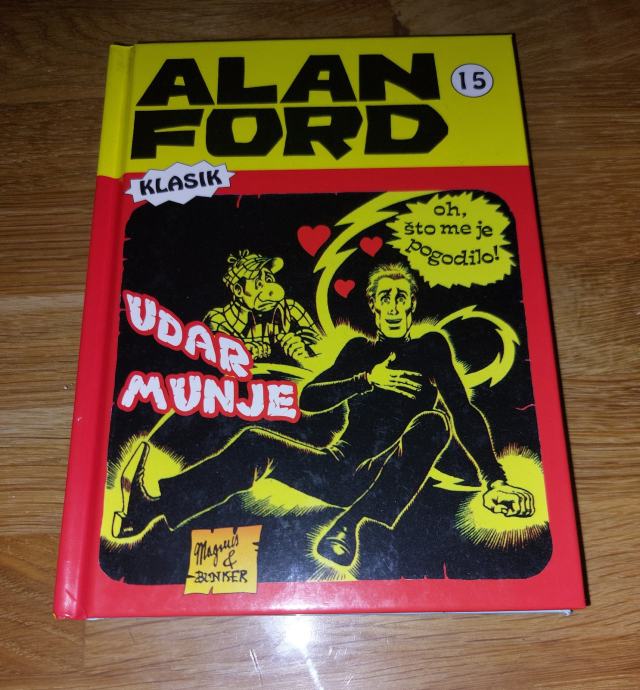 ALAN
FORD
15
KLASIK
oh,
što me je
pogodilo!
UDAR
MUNJE
Magnus
&
BUNKER